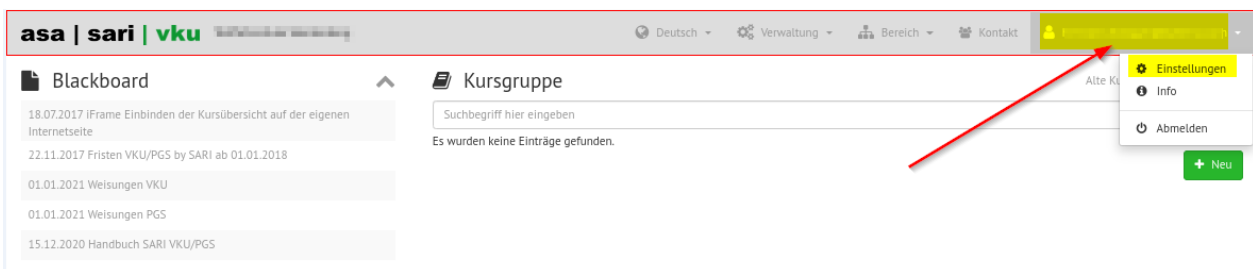 asa | sari | vku
Deutsch
Verwaltung
Bereich
Kontakt
Blackboard
18.07.2017 iFrame Einbinden der Kursübersicht auf der eigenen
Internetseite
22.11.2017 Fristen VKU/PGS by SARI ab 01.01.2018
01.01.2021 Weisungen VKU
01.01.2021 Weisungen PGS
15.12.2020 Handbuch SARI VKU/PGS
Kursgruppe
Alte
Suchbegriff hier eingeben
Es wurden keine Einträge gefunden.
Einstellungen
Info
Abmelden
Neu